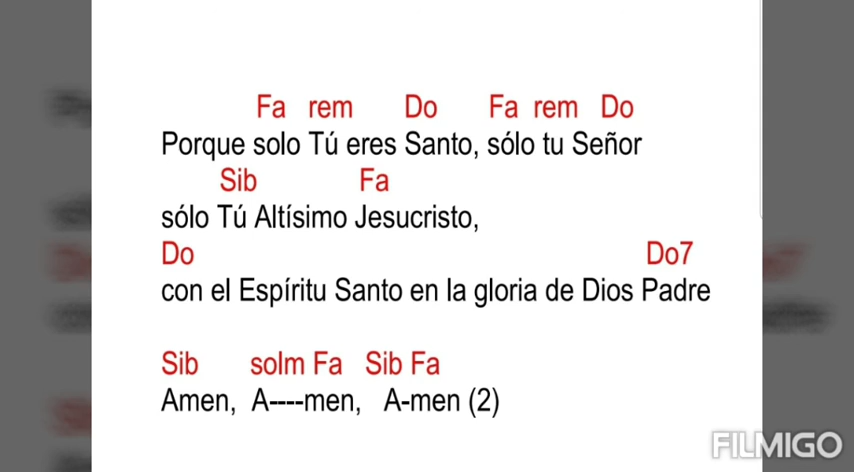 Fa rem Do Fa rem Do
Porque solo Tú eres Santo, sólo tu Señor
Sib Fa
sólo Tú Altísimo Jesucristo,
Do Do7
con el Espíritu Santo en la gloria de Dios Padre
Sib solm Fa Sib Fa
Amen, A----men, A-men (2)
FILMIGO